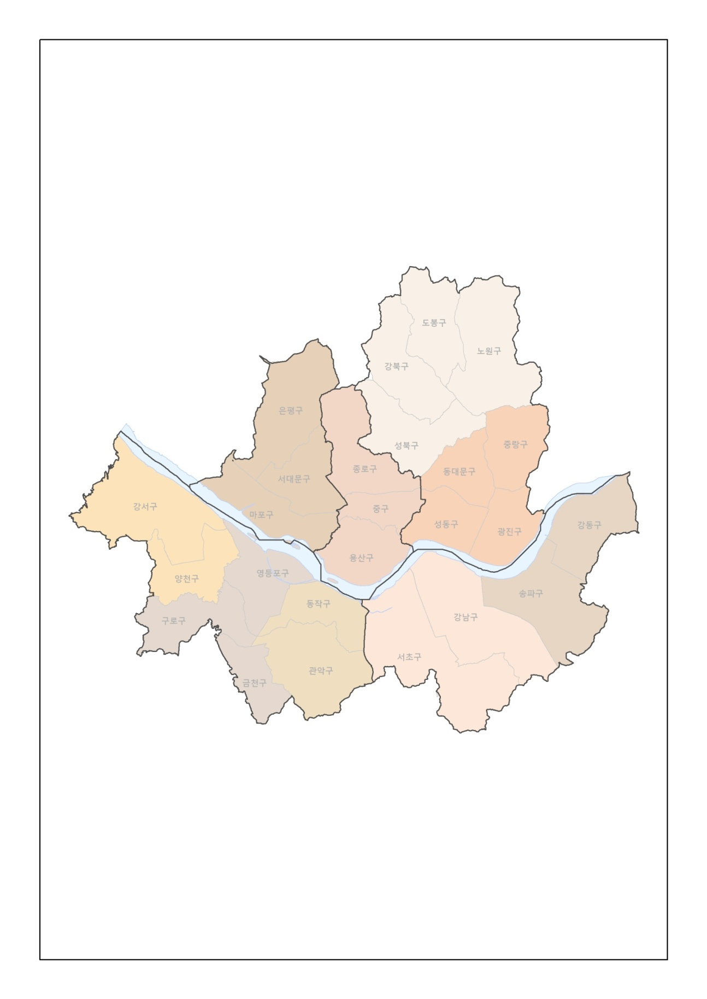 도봉구
노원구
강북구
은평구
성북구
중랑구
종로구
동대문구
서대문구
강서구
중구
마포구
성동구
강동구
광진구
용산구
영등포구
양천구
송파구
동작구
강남구
구로구
서초구
관악구
금천구